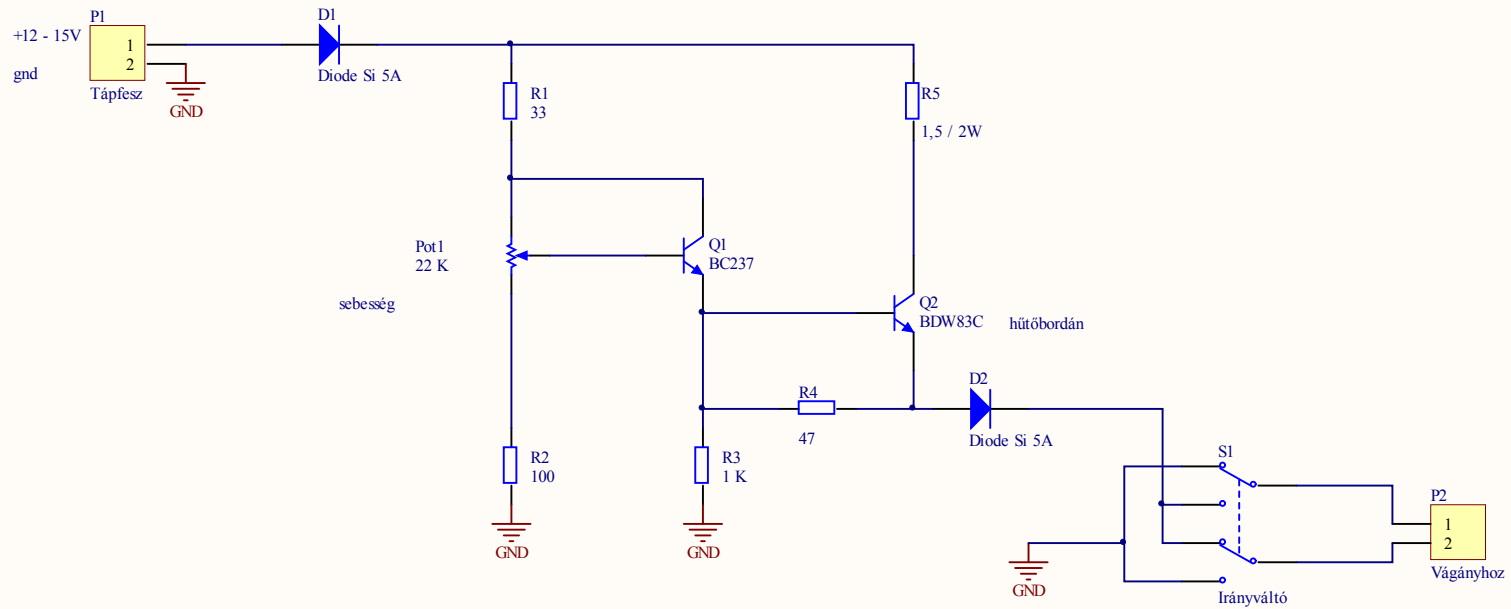 P1
+12 - 15V
1
2
gnd
Tápfesz
GND
D1
Diode Si 5A
R1
33
R5
1,5 / 2W
Pot1
22 K
sebesség
Q1
BC237
Q2
BDW83C
hűtőbordán
R4
47
D2
Diode Si 5A
R2
100
GND
R3
1 K
GND
S1
GND
Irányváltó
P2
1
2
Vágányhoz